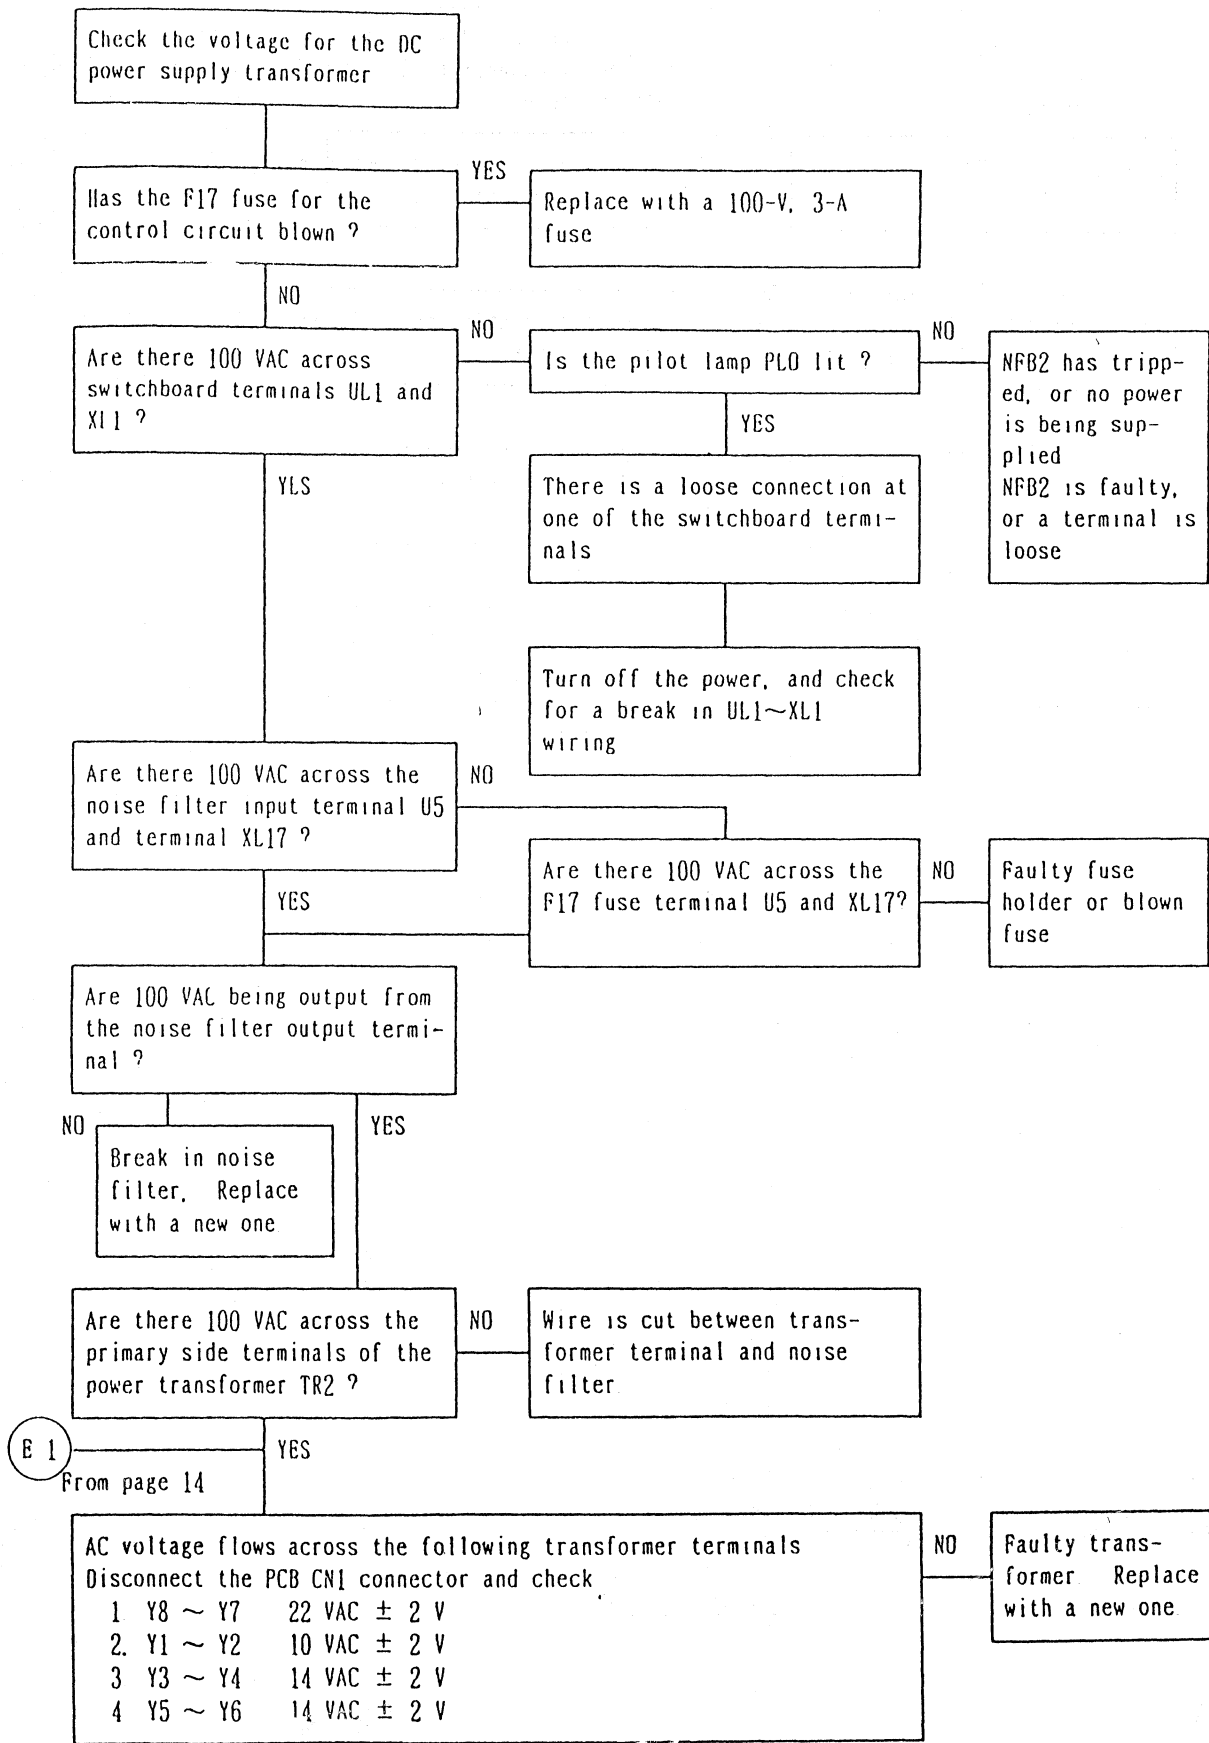 Check the voltage for the DC
power supply transformer
Has the F17 fuse for the
control circuit blown ?
YES
Replace with a 100-V, 3-A
fuse
NO
Are there 100 VAC across
switchboard terminals UL1 and
XL1 ?
NO
Is the pilot lamp PL0 lit ?
NO
NFB2 has tripp-
ed, or no power
is being sup-
plied
NFB2 is faulty,
or a terminal is
loose
YES
There is a loose connection at
one of the switchboard termi-
nals
Turn off the power, and check
for a break in UL1~XL1
wiring
YES
Are there 100 VAC across the
noise filter input terminal U5
and terminal XL17 ?
NO
Are there 100 VAC across the
F17 fuse terminal U5 and XL17?
NO
Faulty fuse
holder or blown
fuse
YES
Are 100 VAC being output from
the noise filter output termi-
nal ?
NO
Break in noise
filter. Replace
with a new one
YES
Are there 100 VAC across the
primary side terminals of the
power transformer TR2 ?
NO
Wire is cut between trans-
former terminal and noise
filter
E 1
From page 14
YES
AC voltage flows across the following transformer terminals
Disconnect the PCB CN1 connector and check
1 Y8 ~ Y7 22 VAC ± 2 V
2. Y1 ~ Y2 10 VAC ± 2 V
3 Y3 ~ Y4 14 VAC ± 2 V
4 Y5 ~ Y6 14 VAC ± 2 V
NO
Faulty trans-
former Replace
with a new one